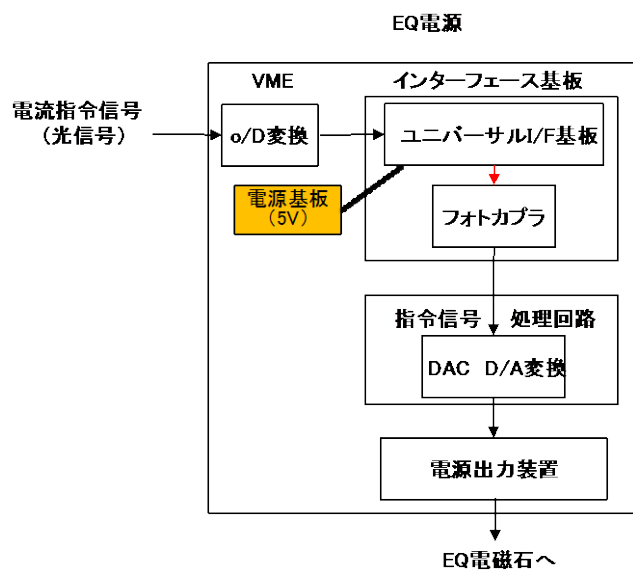 EQ電源
VME
インターフェース基板
電流指令信号
(光信号)
o/D変換
ユニバーサルI/F基板
電源基板
(5V)
フォトカプラ
指令信号 処理回路
DAC D/A変換
電源出力装置
EQ電磁石へ